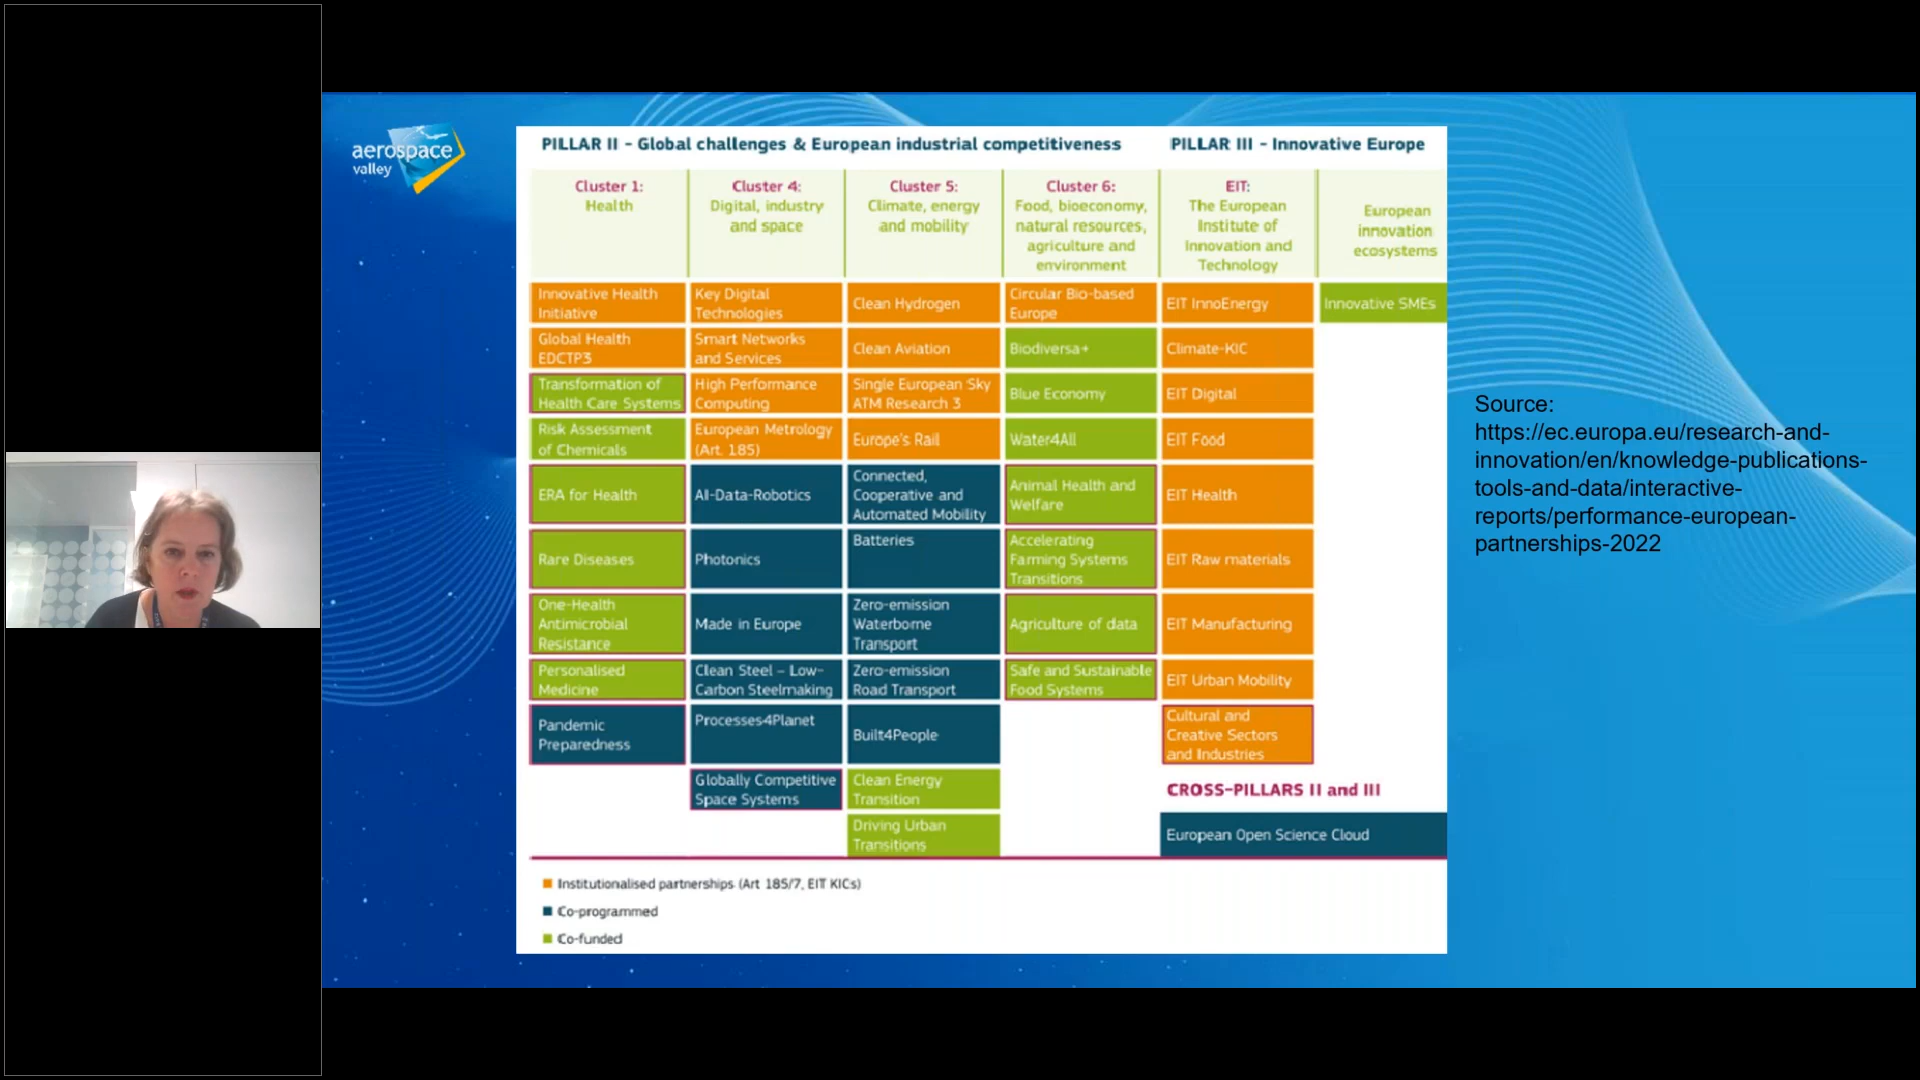 aerospace
valley
PILLAR II - Global challenges & European industrial competitiveness
PILLAR III - Innovative Europe
Cluster 1:
Health
Cluster 4:
Digital, industry
and space
Cluster 5:
Climate, energy
and mobility
Cluster 6:
Food, bioeconomy,
natural resources,
agriculture and
environment
EIT:
The European
Institute of
Innovation and
Technology
European
innovation
ecosystems
Innovative Health
Initiative
Global Health
EDCTP3
Transformation of
Health Care Systems
Risk Assessment
of Chemicals
ERA for Health
Rare Diseases
One-Health
Antimicrobial
Resistance
Personalised
Medicine
Pandemic
Preparedness
Key Digital
Technologies
Smart Networks
and Services
High Performance
Computing
European Metrology
(Art. 185)
AI-Data-Robotics
Photonics
Made in Europe
Clean Steel – Low-
Carbon Steelmaking
Processes4Planet
Globally Competitive
Space Systems
Clean Hydrogen
Clean Aviation
Single European Sky
ATM Research 3
Europe's Rail
Connected,
Cooperative and
Automated Mobility
Batteries
Zero-emission
Waterborne
Transport
Zero-emission
Road Transport
Built4People
Clean Energy
Transition
Driving Urban
Transitions
Circular Bio-based
Europe
Biodiversa+
Blue Economy
Water4All
Animal Health and
Welfare
Accelerating
Farming Systems
Transitions
Agriculture of data
Safe and Sustainable
Food Systems
EIT InnoEnergy
Climate-KIC
EIT Digital
EIT Food
EIT Health
EIT Raw materials
EIT Manufacturing
EIT Urban Mobility
Cultural and
Creative Sectors
and Industries
Innovative SMEs
CROSS-PILLARS II and III
European Open Science Cloud
Institutionalised partnerships (Art 185/7, EIT KICs)
Co-programmed
Co-funded
Source:
https://ec.europa.eu/research-and-
innovation/en/knowledge-publications-
tools-and-data/interactive-
reports/performance-european-
partnerships-2022